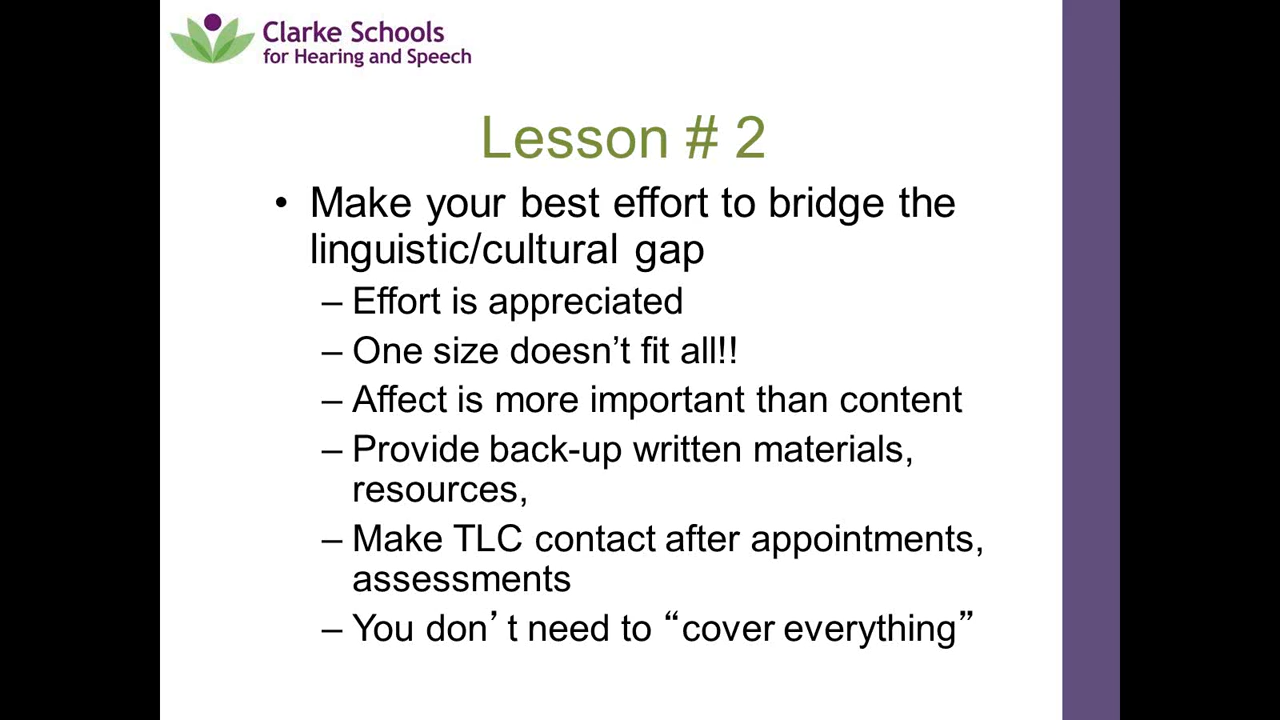 Clarke Schools
for Hearing and Speech
Lesson # 2
• Make your best effort to bridge the
linguistic/cultural gap
– Effort is appreciated
– One size doesn’t fit all!!
– Affect is more important than content
– Provide back-up written materials,
resources,
– Make TLC contact after appointments,
assessments
– You don’t need to “cover everything”